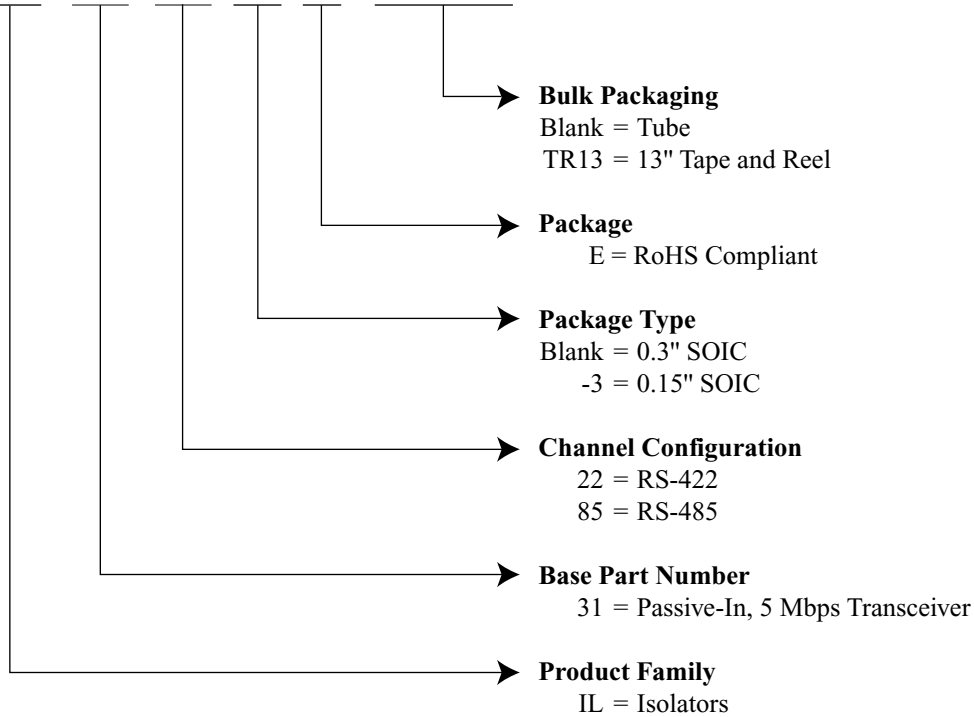 Bulk Packaging
Blank = Tube
TR13 = 13" Tape and Reel
Package
E = RoHS Compliant
Package Type
Blank = 0.3" SOIC
-3 = 0.15" SOIC
Channel Configuration
22 = RS-422
85 = RS-485
Base Part Number
31 = Passive-In, 5 Mbps Transceiver
Product Family
IL = Isolators